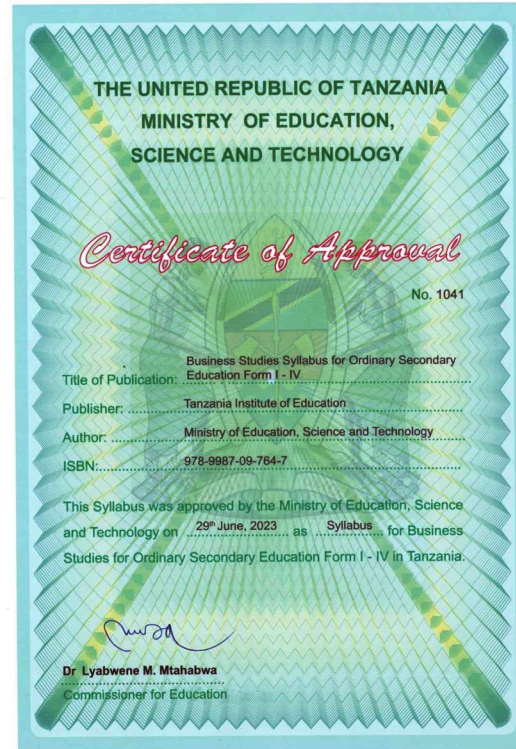 THE UNITED REPUBLIC OF TANZANIA
MINISTRY OF EDUCATION,
SCIENCE AND TECHNOLOGY
Certificate of Approval
No. 1041
Title of Publication: Business Studies Syllabus for Ordinary Secondary
Education Form I - IV
Publisher: Tanzania Institute of Education
Author: Ministry of Education, Science and Technology
ISBN: 978-9987-09-764-7
This Syllabus was approved by the Ministry of Education, Science
and Technology on 29th June, 2023 as Syllabus for Business
Studies for Ordinary Secondary Education Form I - IV in Tanzania.
Dr Lyabwene M. Mtahabwa
Commissioner for Education